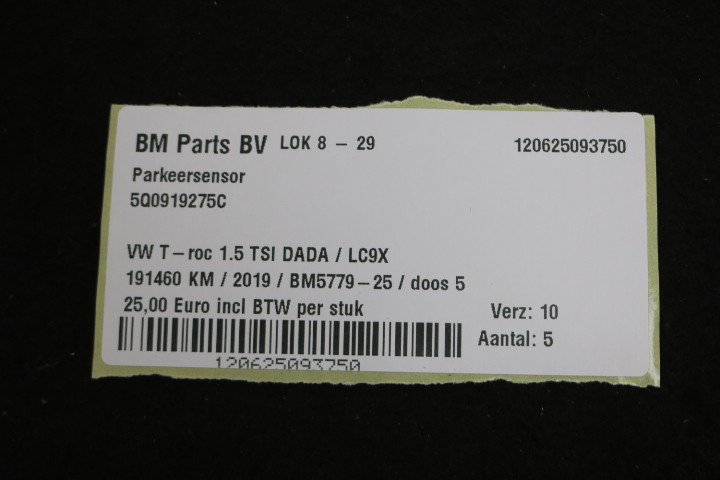 BM Parts BV LOK 8 - 29 120625093750
Parkeersensor
5Q0919275C
VW T-roc 1.5 TSI DADA / LC9X
191460 KM / 2019 / BM5779-25 / doos 5
25,00 Euro incl BTW per stuk Verz: 10
Aantal: 5
120625093750